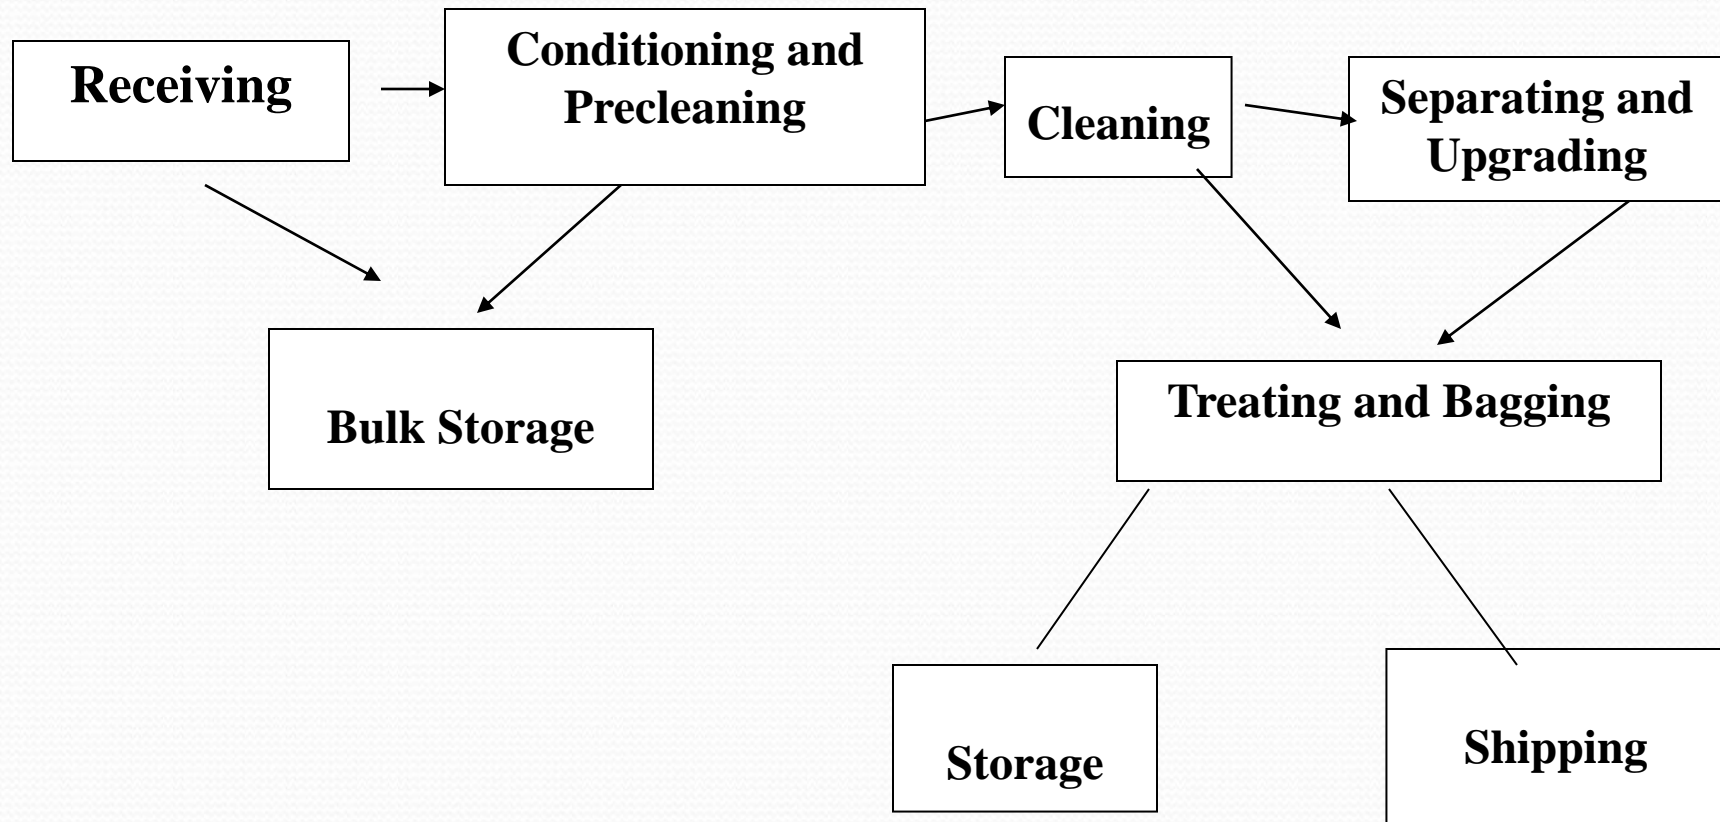 Receiving
Conditioning and
Precleaning
Cleaning
Separating and
Upgrading
Bulk Storage
Treating and Bagging
Storage
Shipping